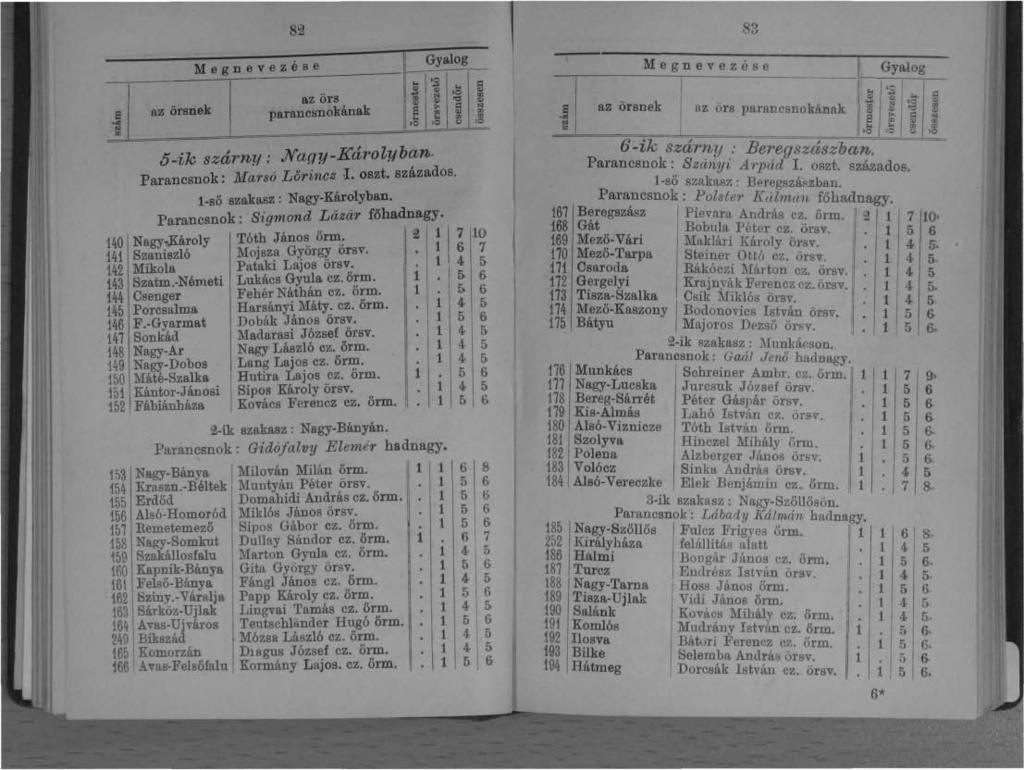 82
Megnevezése Gyalog
szám az örsnek az örs parancsnokának örmester örsvezető csendőr összesen
5-ik szárny: Nagy-Károlyban.
Parancsnok: Marsó Lőrincz I. oszt. százados.
1-ső szakasz: Nagy-Károlyban.
Parancsnok: Sigmond Lázár főhadnagy.
140 Nagy-Károly Tóth János őrm. 2 1 7 10
141 Szaniszló Mojsza György örsv. . 1 6 7
142 Mikola Pataki Lajos örsv. . 1 4 5
143 Szatm.-Németi Lukács Gyula cz. őrm. 1 . 5 6
144 Csenger Fehér Náthán cz. őrm. 1 . 5 6
145 Porcsalma Harsányi Máty. cz. őrm. . 1 4 5
146 F.-Gyarmat Dobák János örsv. . 1 5 6
147 Sonkád Madarasi József örsv. . 1 4 5
148 Nagy-Ar Nagy László cz. őrm. . 1 4 5
149 Nagy-Dobos Lang Lajos cz. őrm. . 1 4 5
150 Máté-Szalka Hutira Lajos cz. őrm. 1 . 5 6
151 Kántor-Jánosi Sipos Károly örsv. . 1 4 5
152 Fábiánháza Kovács Ferencz cz. őrm. . 1 5 6
2-ik szakasz: Nagy-Bányán.
Parancsnok: Gidófalvy Elemér hadnagy.
153 Nagy-Bánya Milován Milán őrm. 1 1 6 8
154 Kraszn.-Béltek Muntyán Péter örsv. . 1 5 6
155 Erdőd Domahidi András cz. őrm. . 1 5 6
156 Alsó-Homoród Miklós János örsv. . 1 5 6
157 Remetemező Sipos Gábor cz. őrm. . 1 5 6
158 Nagy-Somkut Dullay Sándor cz. őrm. 1 . 6 7
159 Szakállosfalu Marton Gyula cz. őrm. . 1 4 5
160 Kapnik-Bánya Gita György örsv. . 1 5 6
161 Felső-Bánya Fángl János cz. őrm. . 1 4 5
162 Sziny.-Váralja Papp Károly cz. őrm. . 1 5 6
163 Sárköz-Ujlak Lingvai Tamás cz. őrm. . 1 4 5
164 Avas-Ujváros Teutschländer Hugó őrm. . 1 5 6
249 Bikszád Mózsa László cz. őrm. . 1 4 5
165 Komorzán Diagus József cz. őrm. . 1 4 5
166 Avas-Felsőfalu Kormány Lajos. cz. őrm. . 1 5 6
83
Megnevezése Gyalog
szám az örsnek az örs parancsnokának örmester örsvezető csendőr összesen
6-ik szárny: Beregszászban.
Parancsnok: Szányi Arpád I. oszt. százados.
1-ső szakasz: Beregszászban.
Parancsnok: Polster Kálmán főhadnagy.
167 Beregszász Pievara András cz. őrm. 2 1 7 10
168 Gát Bobula Péter cz. örsv. . 1 5 6
169 Mező-Vári Maklári Károly örsv. . 1 4 5
170 Mező-Tarpa Steiner Ottó cz. örsv. . 1 4 5
171 Csaroda Rákóczi Márton cz. örsv. . 1 4 5
172 Gergelyi Krajnyák Ferencz cz. örsv. . 1 4 5
173 Tisza-Szalka Csik Miklós örsv. . 1 4 5
174 Mező-Kaszony Bodonovics István örsv. . 1 5 6
175 Bátyu Majoros Dezső örsv. . 1 5 6
2-ik szakasz: Munkácson.
Parancsnok: Gaál Jenő hadnagy.
176 Munkács Schreiner Ambr. cz. őrm. 1 1 7 9
177 Nagy-Lucska Jurcsuk József örsv. . 1 5 6
178 Bereg-Sárrét Péter Gáspár örsv. . 1 5 6
179 Kis-Almás Lahó István cz. örsv. . 1 5 6
180 Alsó-Viznicze Tóth István őrm. . 1 5 6
181 Szolyva Hinczel Mihály őrm. . 1 5 6
182 Polena Alzberger János örsv. 1 . 5 6
183 Volócz Sinka András örsv. . 1 4 5
184 Alsó-Vereczke Elek Benjámin cz. őrm. 1 . 7 8
3-ik szakasz: Nagy-Szöllősön.
Parancsnok: Lábady Kálmán hadnagy.
185 Nagy-Szöllős Fulcz Frigyes őrm. 1 1 6 8
252 Királyháza felállítás alatt . 1 4 5
186 Halmi Bongár János cz. őrm. . 1 5 6
187 Turcz Endrész István örsv. . 1 4 5
188 Nagy-Tarna Hoss János őrm. . 1 5 6
189 Tisza-Ujlak Vidi János őrm. . 1 4 5
190 Salánk Kovács Mihály cz. őrm. . 1 4 5
191 Komlós Mudrány István cz. őrm. 1 . 5 6
192 Ilosva Bátori Ferencz cz. őrm. . 1 5 6
193 Bilke Selemba András örsv. 1 . 5 6
194 Hátmeg Dorcsák István cz. örsv. . 1 5 6
6*